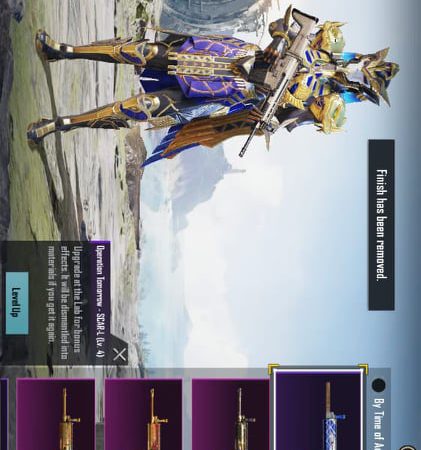 Finish has been removed.
Operation Tomorrow - SCAR-L (Lv. 4)
Upgrade at the Lab for bonus
effects. It will be dismantled into
materials if you get it again.
Level Up
By Time of